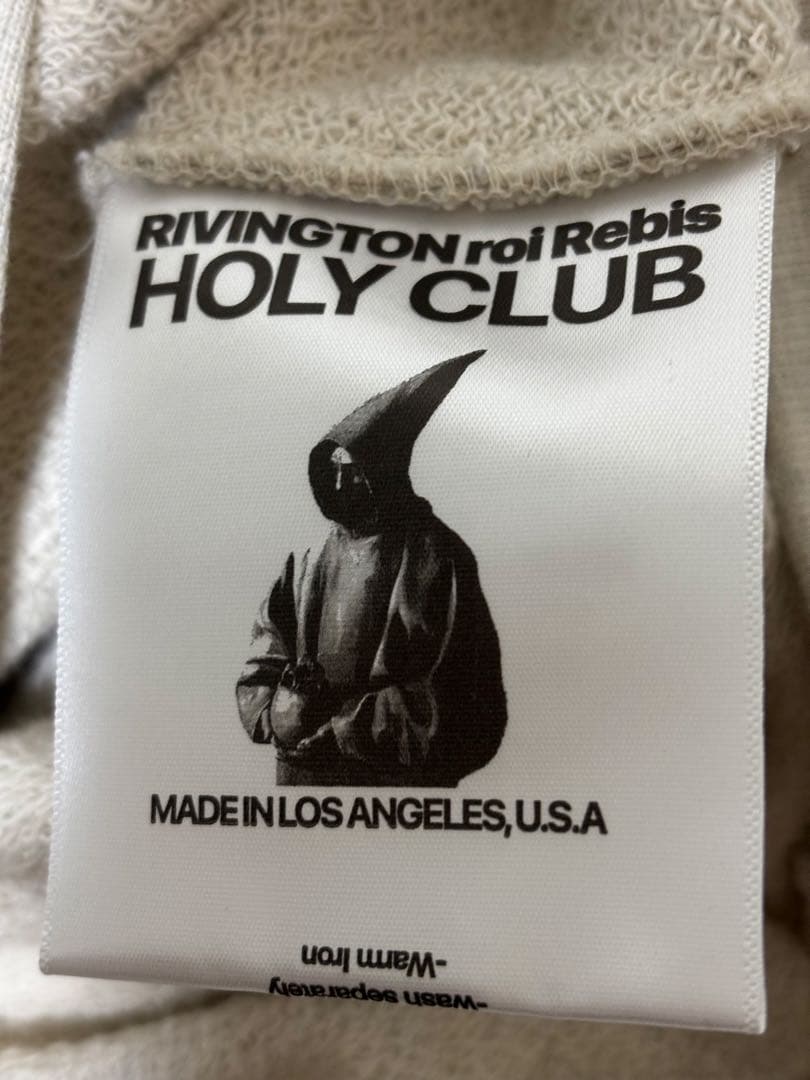 RIVINGTON roi Rebis
HOLY CLUB
MADE IN LOS ANGELES, U.S.A
-Warm Iron
-wash separately